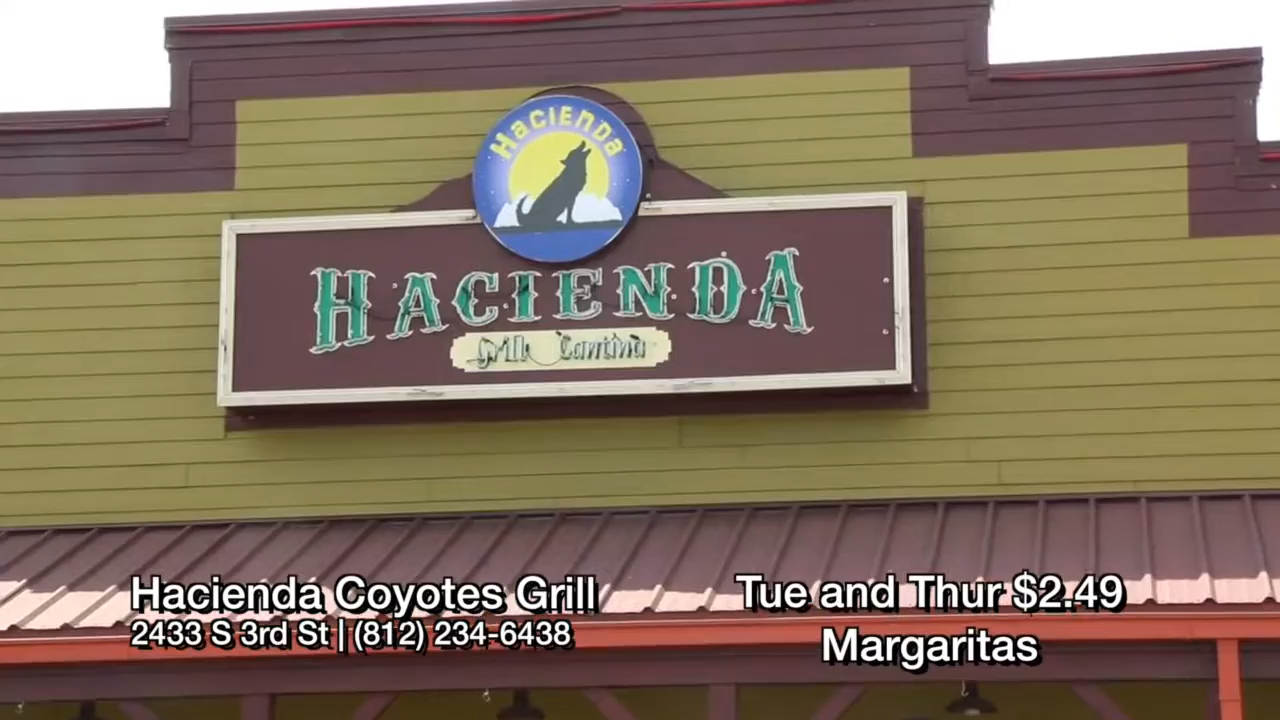 Hacienda
HACIENDA
Grill Cantina
Hacienda Coyotes Grill
2433 S 3rd St | (812) 234-6438
Tue and Thur $2.49
Margaritas